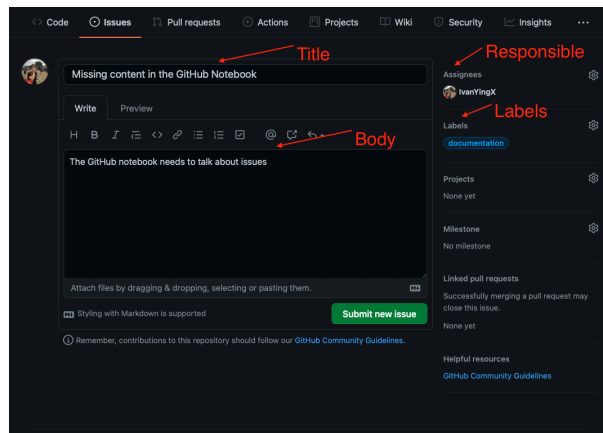 Code Issues Pull requests Actions Projects Wiki Security Insights
Title
Responsible
Missing content in the GitHub Notebook
Assignees
IvanYingX
Write Preview
Labels
Labels
documentation
Body
The GitHub notebook needs to talk about issues
Projects
None yet
Milestone
No milestone
Attach files by dragging & dropping, selecting or pasting them.
Styling with Markdown is supported
Submit new issue
Linked pull requests
Successfully merging a pull request may
close this issue.
None yet
Remember, contributions to this repository should follow our GitHub Community Guidelines.
Helpful resources
GitHub Community Guidelines